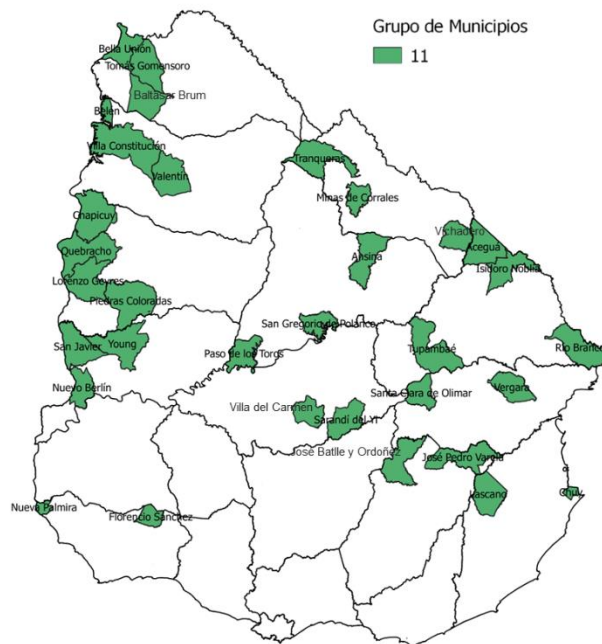 Grupo de Municipios
11
Bella Unión
Tomás Gomensoro
Baltasar Brum
Belén
Villa Constitución
Valentín
Tranqueras
Minas de Corrales
Chapicuy
Vichadero
Aceguá
Quebracho
Ansina
Isidoro Noblía
Lorenzo Geyres
Piedras Coloradas
San Gregorio de Polanco
San Javier
Young
Paso de los Toros
Tupambaé
Río Branco
Nuevo Berlín
Santa Clara de Olimar
Vergara
Villa del Carmen
Sarandí del Yí
José Batlle y Ordoñez
José Pedro Varela
Lascano
Chuy
Nueva Palmira
Florencio Sánchez